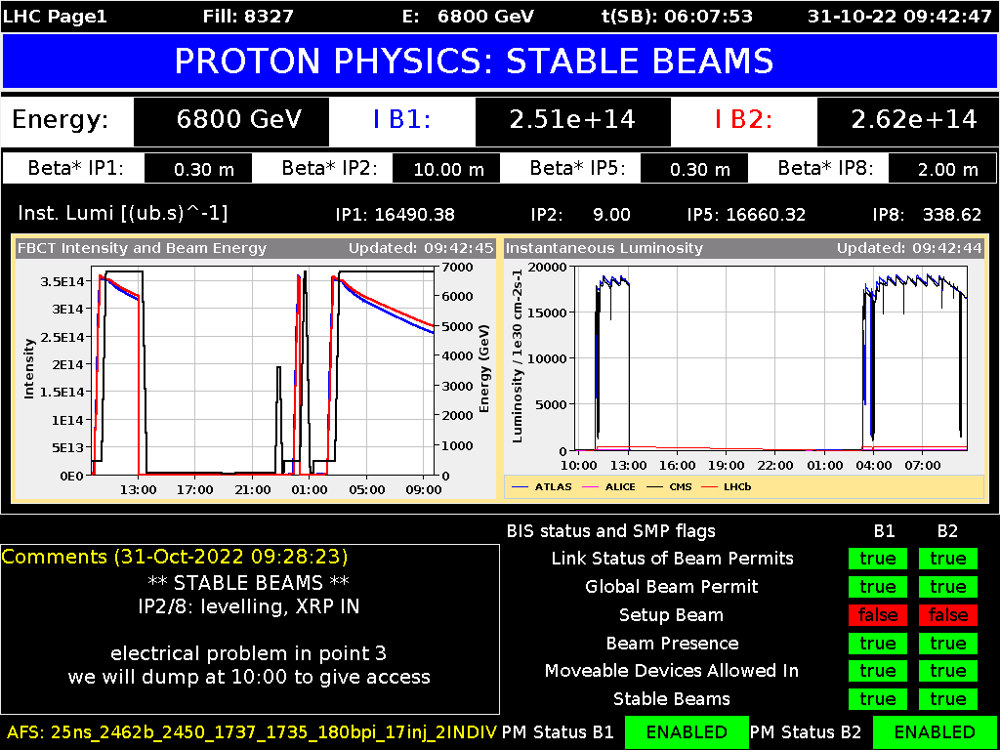 LHC Page1 Fill: 8327 E: 6800 GeV t(SB): 06:07:53 31-10-22 09:42:47
PROTON PHYSICS: STABLE BEAMS
Energy: 6800 GeV I B1: 2.51e+14 I B2: 2.62e+14
Beta* IP1: 0.30 m Beta* IP2: 10.00 m Beta* IP5: 0.30 m Beta* IP8: 2.00 m
Inst. Lumi [(ub.s)^-1] IP1: 16490.38 IP2: 9.00 IP5: 16660.32 IP8: 338.62
FBCT Intensity and Beam Energy Updated: 09:42:45
Intensity
3.5E14
3E14
2.5E14
2E14
1.5E14
1E14
5E13
0E0
7000
6000
5000
4000
3000
2000
1000
0
Energy (GeV)
13:00 17:00 21:00 01:00 05:00 09:00
Instantaneous Luminosity Updated: 09:42:44
Luminosity / 1e30 cm-2s-1
20000
15000
10000
5000
0
10:00 13:00 16:00 19:00 22:00 01:00 04:00 07:00
ATLAS ALICE CMS LHCb
Comments (31-Oct-2022 09:28:23)
** STABLE BEAMS **
IP2/8: levelling, XRP IN
electrical problem in point 3
we will dump at 10:00 to give access
BIS status and SMP flags B1 B2
Link Status of Beam Permits true true
Global Beam Permit true true
Setup Beam false false
Beam Presence true true
Moveable Devices Allowed In true true
Stable Beams true true
AFS: 25ns_2462b_2450_1737_1735_180bpi_17inj_2INDIV PM Status B1 ENABLED PM Status B2 ENABLED